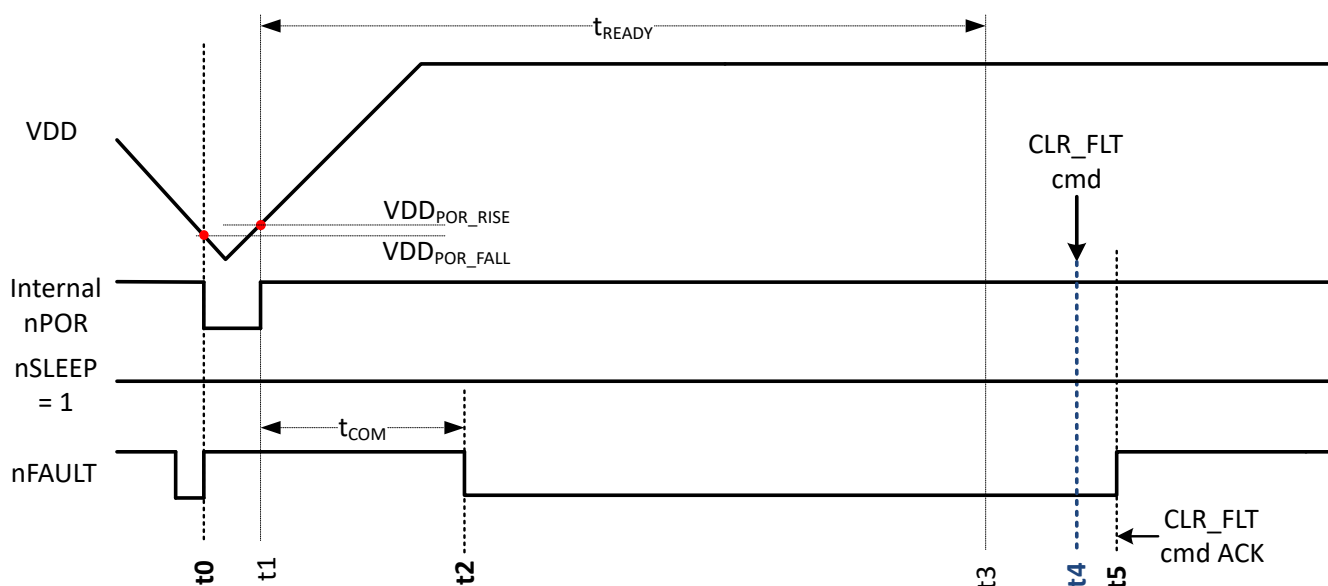 tREADY
VDD
CLR_FLT
cmd
VDDPOR_RISE
VDDPOR_FALL
Internal
nPOR
nSLEEP
= 1
tCOM
nFAULT
CLR_FLT
cmd ACK
t0
t1
t2
t3
t4
t5